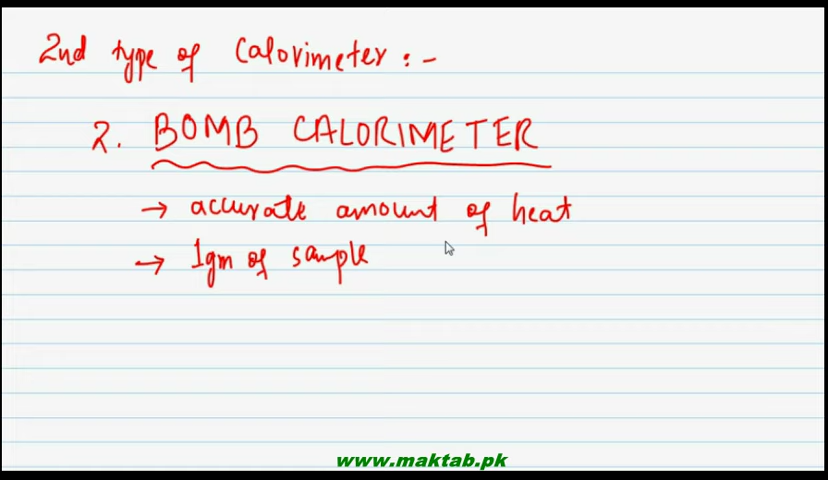 2nd type of Calorimeter :-
2. BOMB CALORIMETER
→ accurate amount of heat
→ 1gm of sample
www.maktab.pk